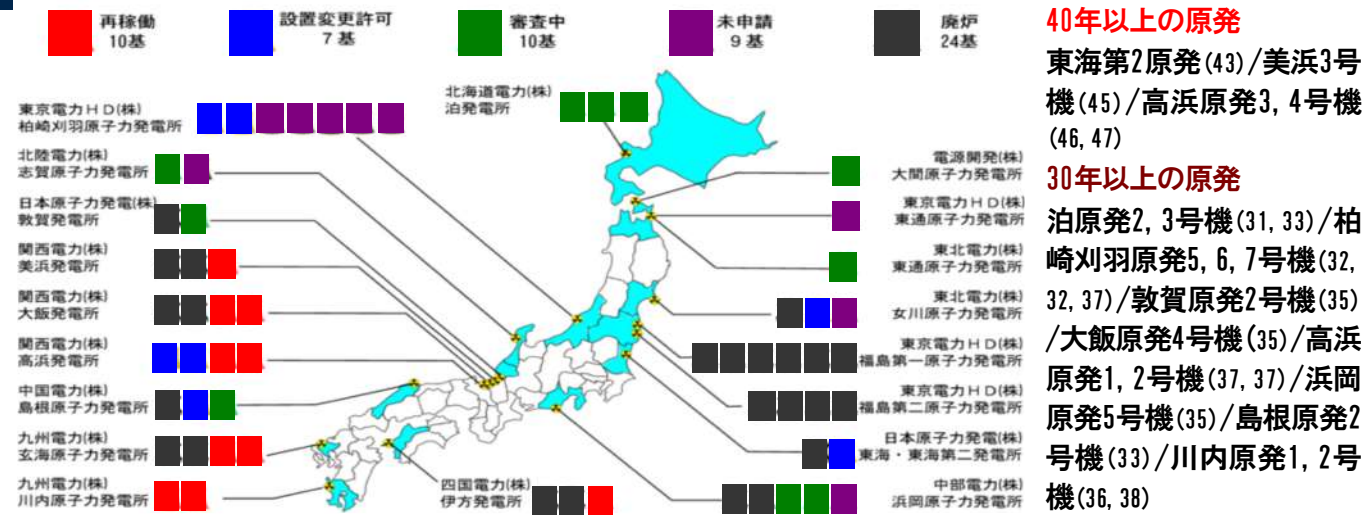 再稼働
10基
設置変更許可
7基
審査中
10基
未申請
9基
廃炉
24基
東京電力HD(株)
柏崎刈羽原子力発電所
北陸電力(株)
志賀原子力発電所
日本原子力発電(株)
敦賀発電所
関西電力(株)
美浜発電所
関西電力(株)
大飯発電所
関西電力(株)
高浜発電所
中国電力(株)
島根原子力発電所
九州電力(株)
玄海原子力発電所
九州電力(株)
川内原子力発電所
北海道電力(株)
泊発電所
四国電力(株)
伊方発電所
電源開発(株)
大間原子力発電所
東京電力HD(株)
東通原子力発電所
東北電力(株)
東通原子力発電所
東北電力(株)
女川原子力発電所
東京電力HD(株)
福島第一原子力発電所
東京電力HD(株)
福島第二原子力発電所
日本原子力発電(株)
東海・東海第二発電所
中部電力(株)
浜岡原子力発電所
40年以上の原発
東海第2原発(43)/美浜3号
機(45)/高浜原発3,4号機
(46,47)
30年以上の原発
泊原発2,3号機(31,33)/柏
崎刈羽原発5,6,7号機(32,
32,37)/敦賀原発2号機(35)
/大飯原発4号機(35)/高浜
原発1,2号機(37,37)/浜岡
原発5号機(35)/島根原発2
号機(33)/川内原発1,2号
機(36,38)